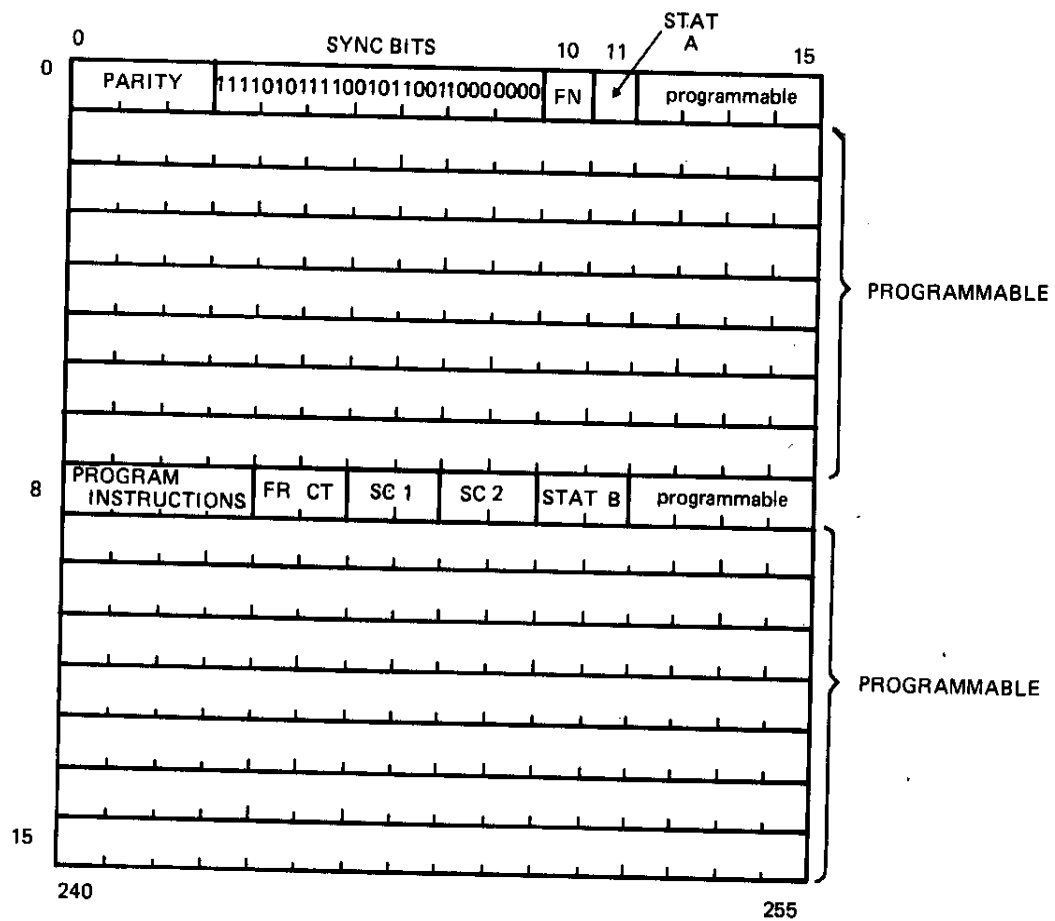 STAT
A
0 SYNC BITS 10 11 15
0 PARITY 1111010111100101100110000000 FN programmable
PROGRAMMABLE
8 PROGRAM INSTRUCTIONS FR CT SC 1 SC 2 STAT B programmable
PROGRAMMABLE
15
240 255